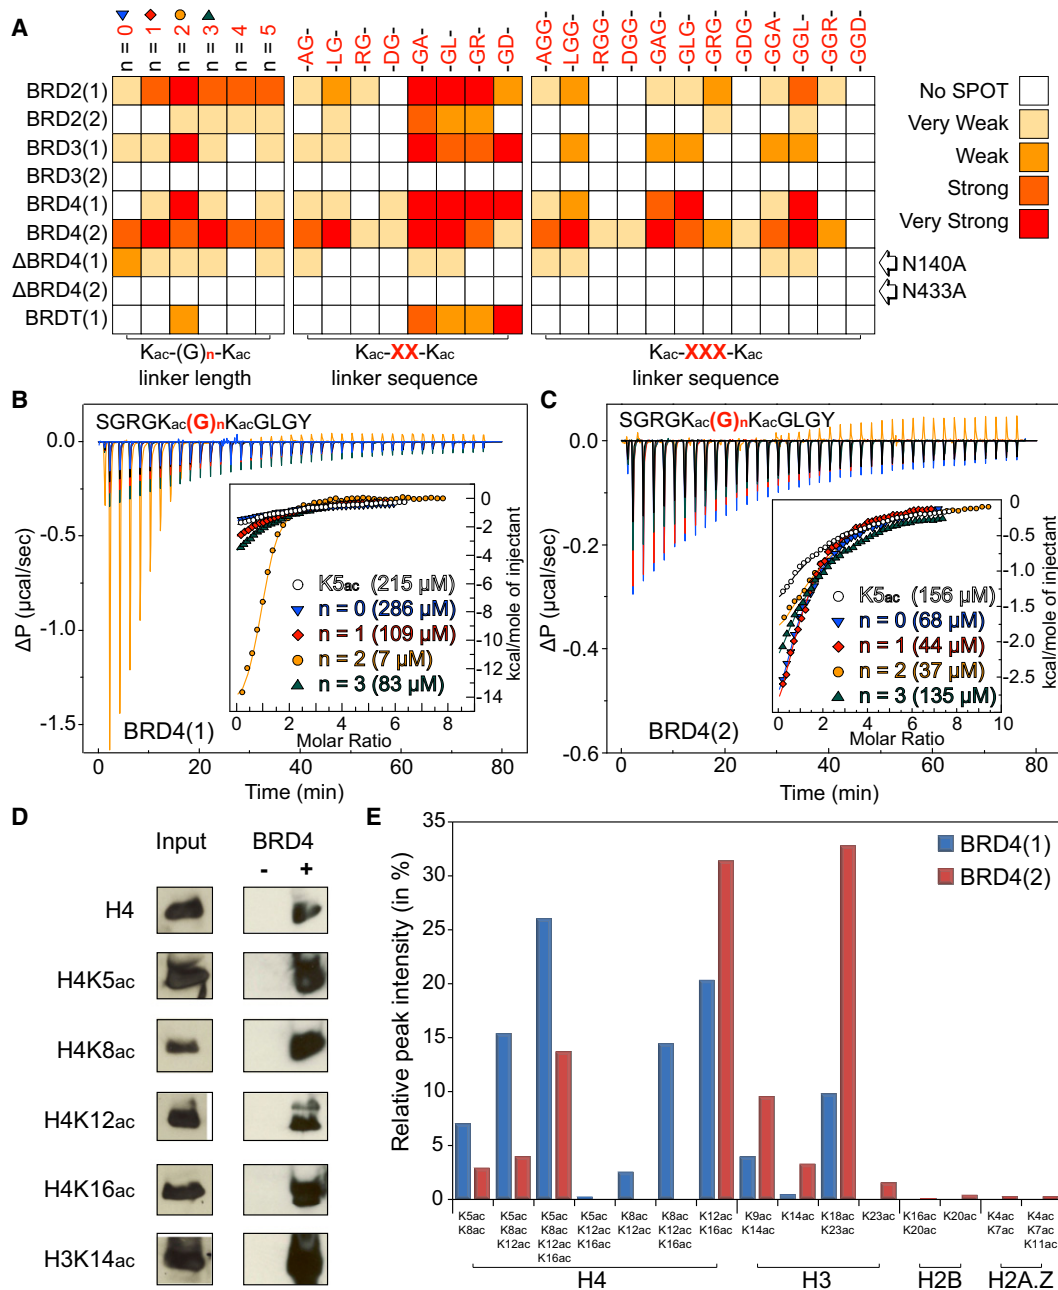 A
n = 0
n = 1
n = 2
n = 3
n = 4
n = 5
-AG-
-LG-
-RG-
-DG-
-GA-
-GL-
-GR-
-GD-
-AGG-
-LGG-
-RGG-
-DGG-
-GAG-
-GLG-
-GRG-
-GDG-
-GGA-
-GGL-
-GGR-
-GGD-
BRD2(1)
BRD2(2)
BRD3(1)
BRD3(2)
BRD4(1)
BRD4(2)
ΔBRD4(1)
ΔBRD4(2)
BRDT(1)
No SPOT
Very Weak
Weak
Strong
Very Strong
N140A
N433A
Kac-(G)n-Kac
linker length
Kac-XX-Kac
linker sequence
Kac-XXX-Kac
linker sequence
B
SGRGKac(G)nKacGLGY
0.0
-0.5
-1.0
-1.5
ΔP (µcal/sec)
K5ac (215 µM)
n = 0 (286 µM)
n = 1 (109 µM)
n = 2 (7 µM)
n = 3 (83 µM)
0
-2
-4
-6
-8
-10
-12
-14
kcal/mole of injectant
0 2 4 6 8
Molar Ratio
BRD4(1)
0 20 40 60 80
Time (min)
C
SGRGKac(G)nKacGLGY
0.0
-0.2
-0.4
-0.6
ΔP (µcal/sec)
K5ac (156 µM)
n = 0 (68 µM)
n = 1 (44 µM)
n = 2 (37 µM)
n = 3 (135 µM)
0
-0.5
-1.0
-1.5
-2.0
-2.5
kcal/mole of injectant
0 2 4 6 8 10
Molar Ratio
BRD4(2)
0 20 40 60 80
Time (min)
D
Input BRD4
- +
H4
H4K5ac
H4K8ac
H4K12ac
H4K16ac
H3K14ac
E
35
30
25
20
15
10
5
0
Relative peak intensity (in %)
BRD4(1)
BRD4(2)
K5ac K5ac K5ac K5ac K8ac K8ac K12ac K9ac K14ac K18ac K23ac K16ac K20ac K4ac K4ac
K8ac K8ac K8ac K12ac K12ac K12ac K16ac K14ac K23ac K20ac K7ac K7ac
K12ac K12ac K16ac K16ac K11ac
K16ac
H4 H3 H2B H2A.Z